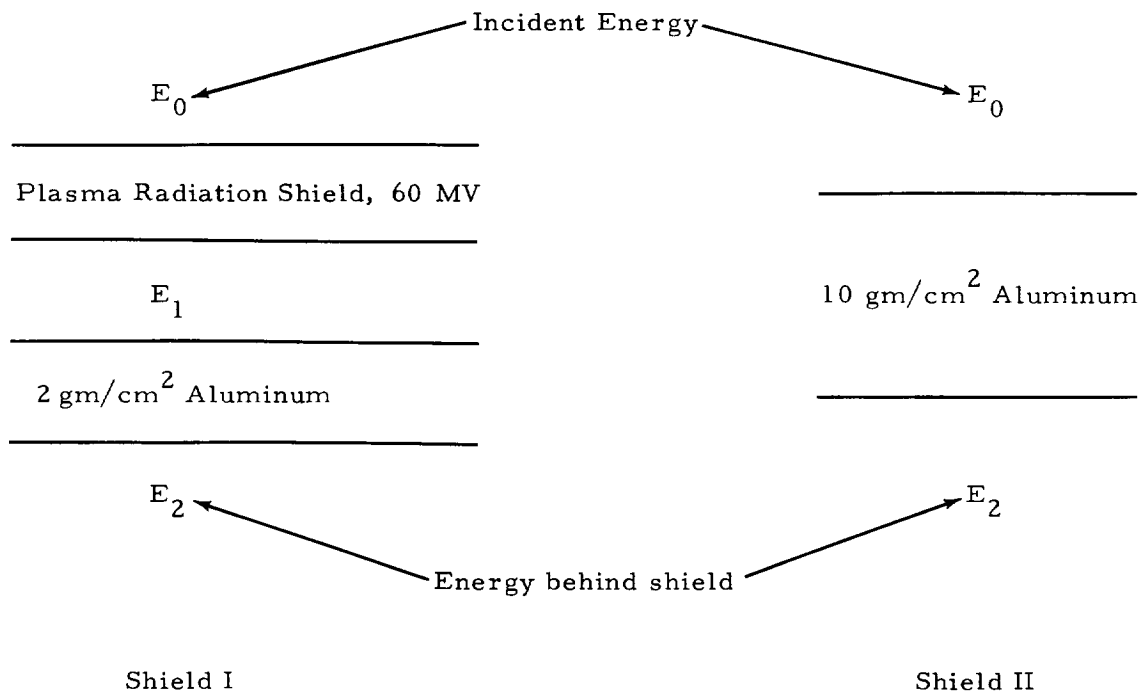 Incident Energy
E0 E0
Plasma Radiation Shield, 60 MV
E1
10 gm/cm2 Aluminum
2 gm/cm2 Aluminum
E2 E2
Energy behind shield
Shield I Shield II